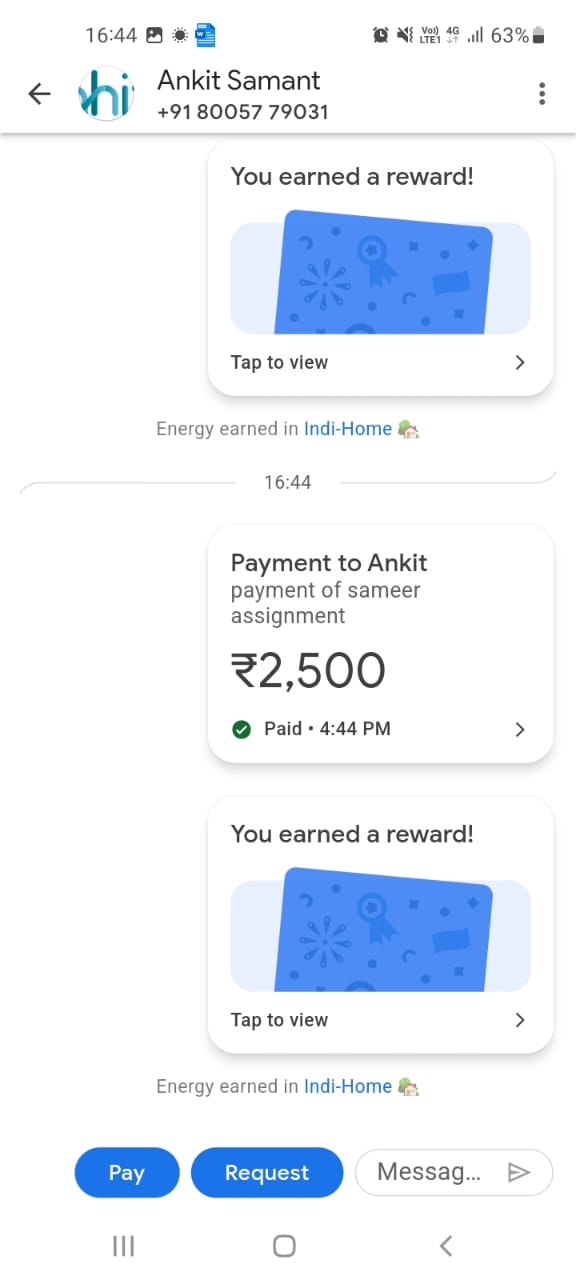 16:44 Vo) LTE1 4G 63%
hi
Ankit Samant
+91 80057 79031
You earned a reward!
Tap to view
Energy earned in Indi-Home
16:44
Payment to Ankit
payment of sameer
assignment
₹2,500
Paid • 4:44 PM
You earned a reward!
Tap to view
Energy earned in Indi-Home
Pay Request Messag...